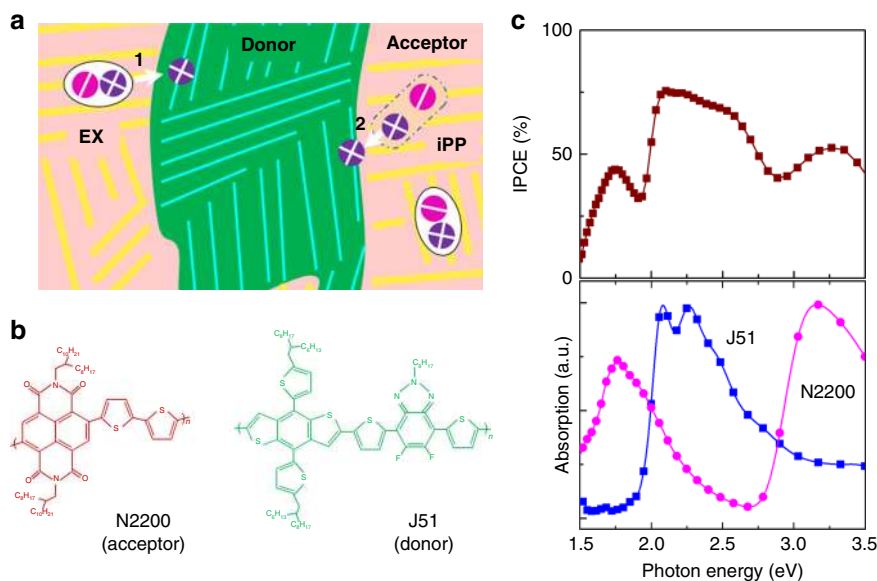 a
Donor
Acceptor
1
EX
2
iPP
b
C₁₀H₂₁
C₈H₁₇
O
N
O
S
S
n
O
N
O
C₈H₁₇
C₁₀H₂₁
N2200
(acceptor)
C₈H₁₇
C₆H₁₃
S
C₈H₁₇
N
N
N
S
S
S
S
n
F
F
S
C₆H₁₃
C₈H₁₇
J51
(donor)
c
100
50
0
IPCE (%)
J51
N2200
Absorption (a.u.)
1.5 2.0 2.5 3.0 3.5
Photon energy (eV)